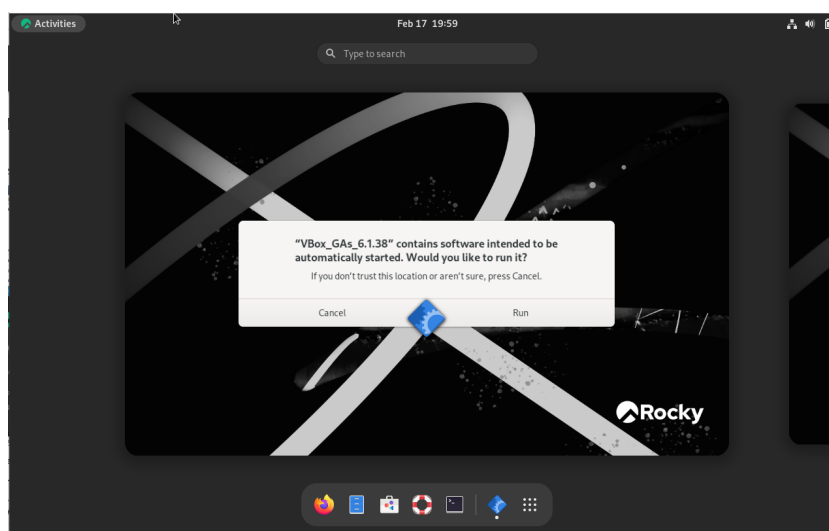 Activities
Feb 17 19:59
Type to search
“VBox_GAs_6.1.38” contains software intended to be
automatically started. Would you like to run it?
If you don’t trust this location or aren’t sure, press Cancel.
Cancel
Run
Rocky